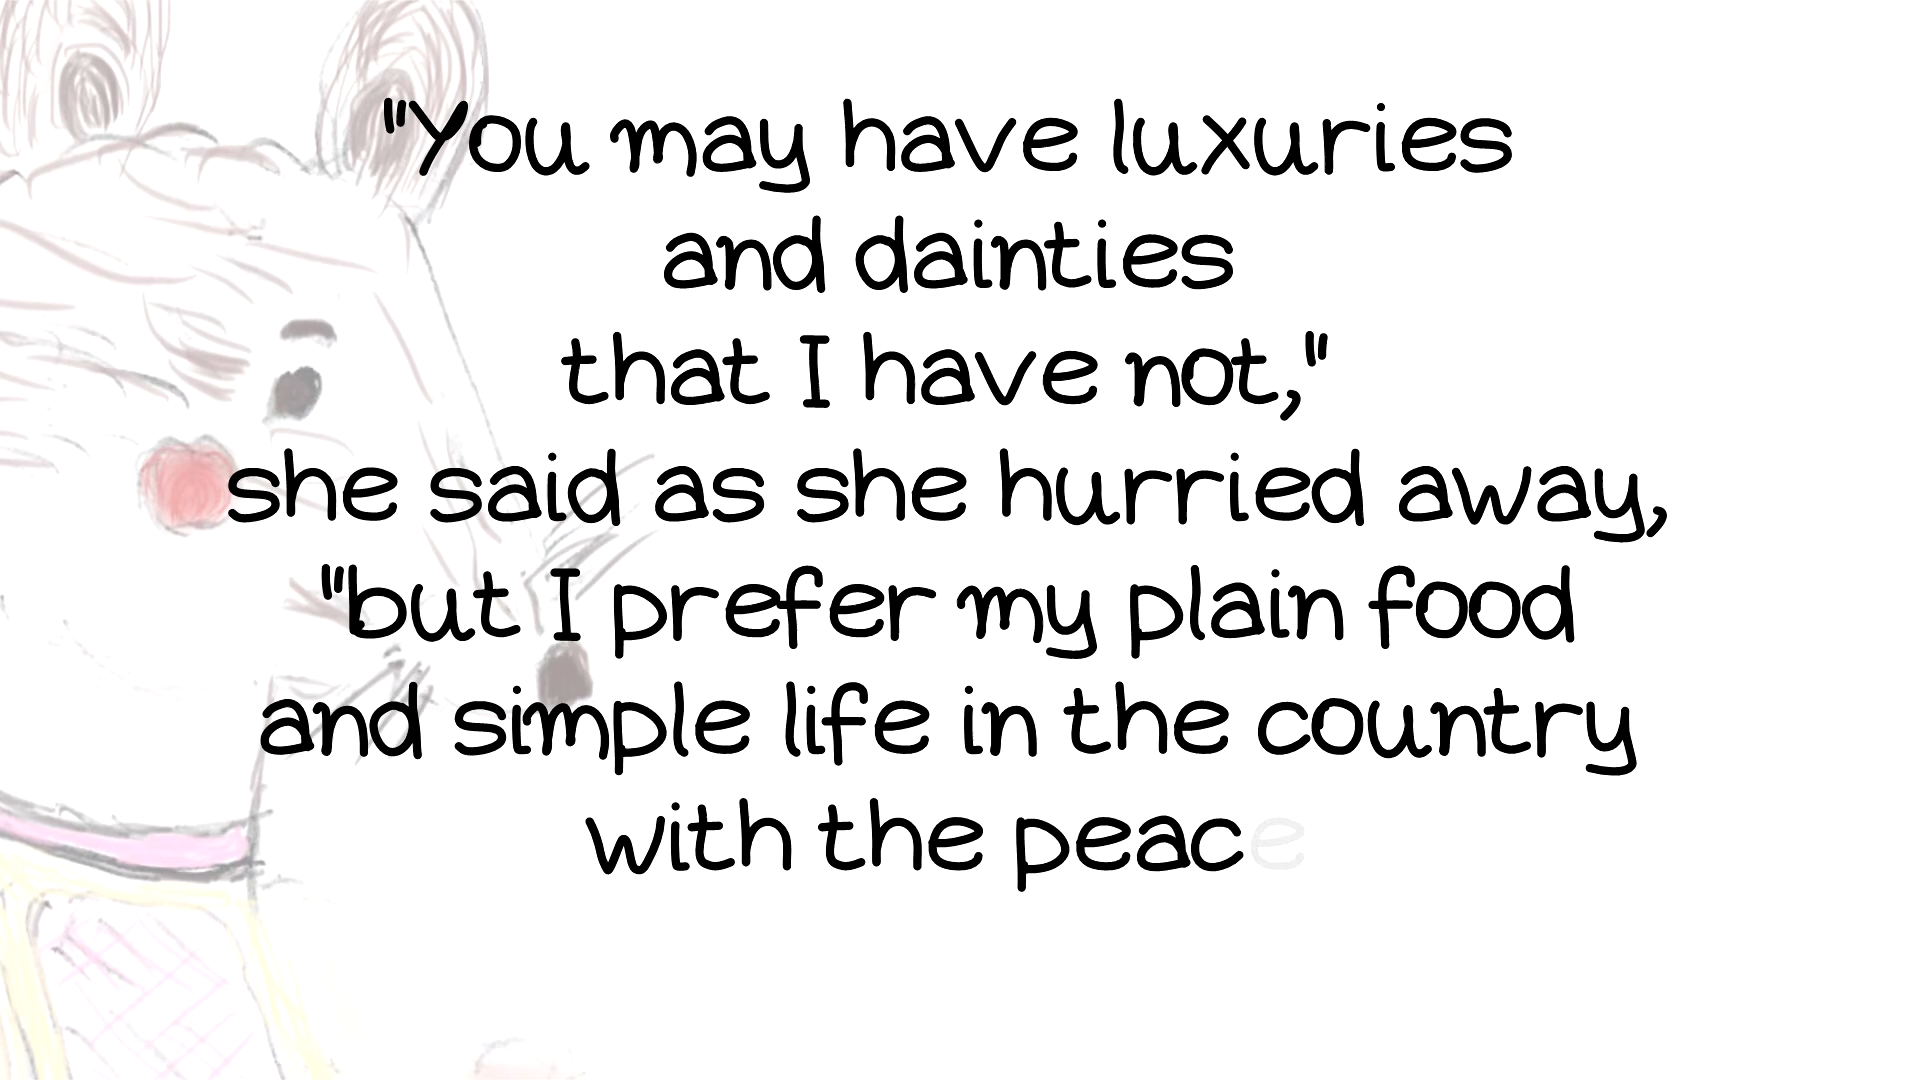 "You may have luxuries
and dainties
that I have not,"
she said as she hurried away,
"but I prefer my plain food
and simple life in the country
with the peace